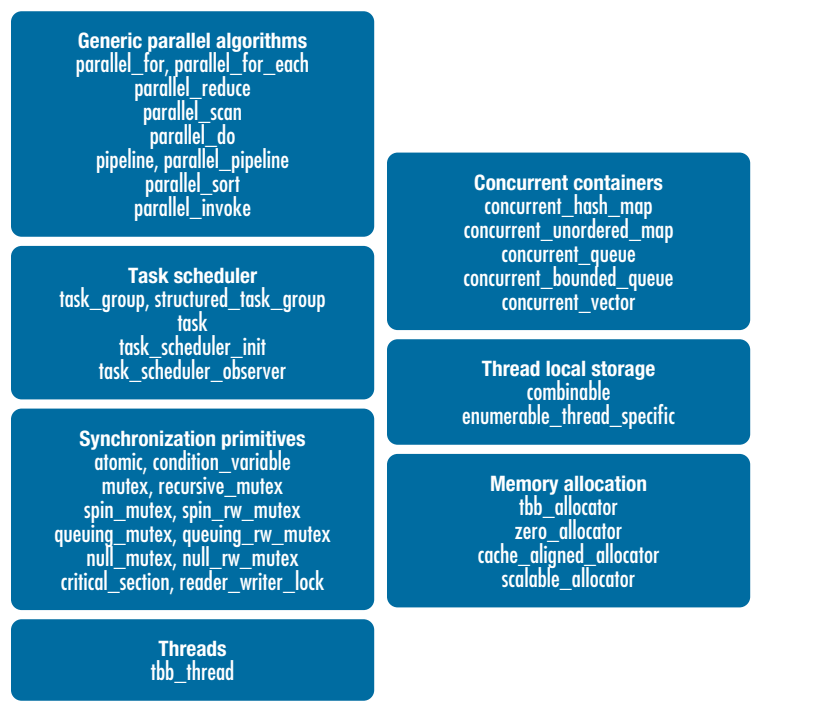 Generic parallel algorithms
parallel_for, parallel_for_each
parallel_reduce
parallel_scan
parallel_do
pipeline, parallel_pipeline
parallel_sort
parallel_invoke
Task scheduler
task_group, structured_task_group
task
task_scheduler_init
task_scheduler_observer
Synchronization primitives
atomic, condition_variable
mutex, recursive_mutex
spin_mutex, spin_rw_mutex
queuing_mutex, queuing_rw_mutex
null_mutex, null_rw_mutex
critical_section, reader_writer_lock
Threads
tbb_thread
Concurrent containers
concurrent_hash_map
concurrent_unordered_map
concurrent_queue
concurrent_bounded_queue
concurrent_vector
Thread local storage
combinable
enumerable_thread_specific
Memory allocation
tbb_allocator
zero_allocator
cache_aligned_allocator
scalable_allocator